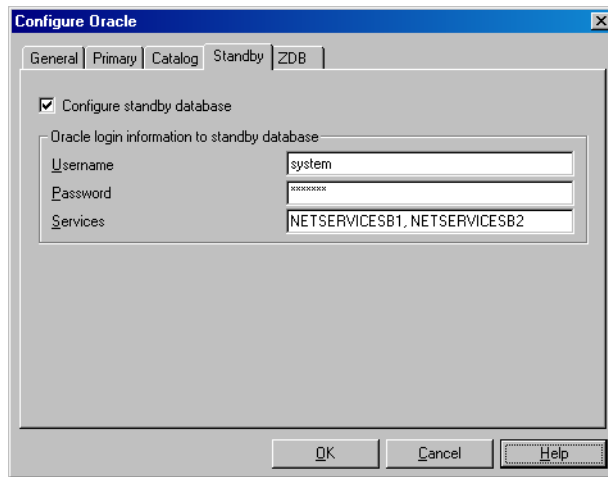 Configure Oracle
General Primary Catalog Standby ZDB
Configure standby database
Oracle login information to standby database
Username system
Password *******
Services NETSERVICESB1, NETSERVICESB2
OK Cancel Help